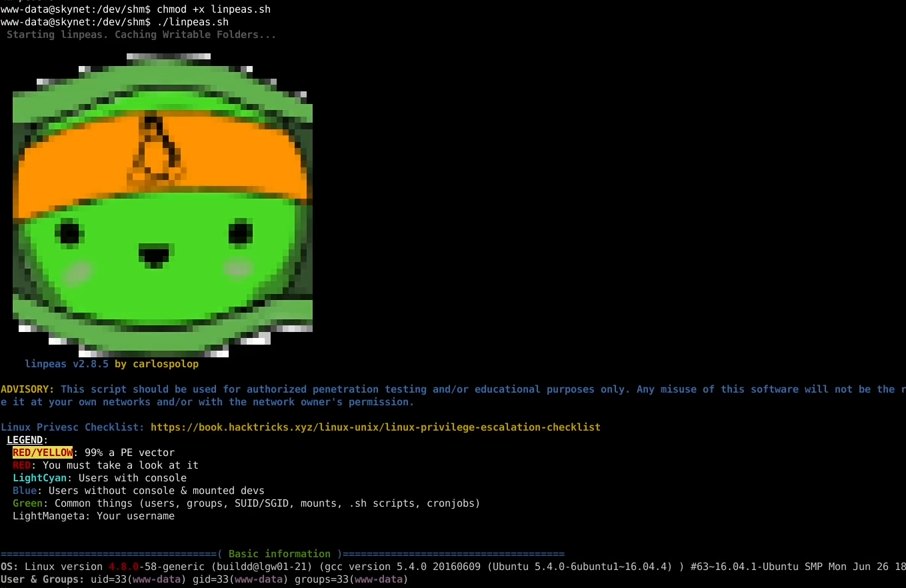 www-data@skynet:/dev/shm$ chmod +x linpeas.sh
www-data@skynet:/dev/shm$ ./linpeas.sh
Starting linpeas. Caching Writable Folders...
linpeas v2.8.5 by carlospolop
ADVISORY: This script should be used for authorized penetration testing and/or educational purposes only. Any misuse of this software will not be the r
e it at your own networks and/or with the network owner's permission.
Linux Privesc Checklist: https://book.hacktricks.xyz/linux-unix/linux-privilege-escalation-checklist
LEGEND:
RED/YELLOW: 99% a PE vector
RED: You must take a look at it
LightCyan: Users with console
Blue: Users without console & mounted devs
Green: Common things (users, groups, SUID/SGID, mounts, .sh scripts, cronjobs)
LightMangeta: Your username
====================================( Basic information )=====================================
OS: Linux version 4.8.0-58-generic (buildd@lgw01-21) (gcc version 5.4.0 20160609 (Ubuntu 5.4.0-6ubuntu1~16.04.4) ) #63~16.04.1-Ubuntu SMP Mon Jun 26 18
User & Groups: uid=33(www-data) gid=33(www-data) groups=33(www-data)